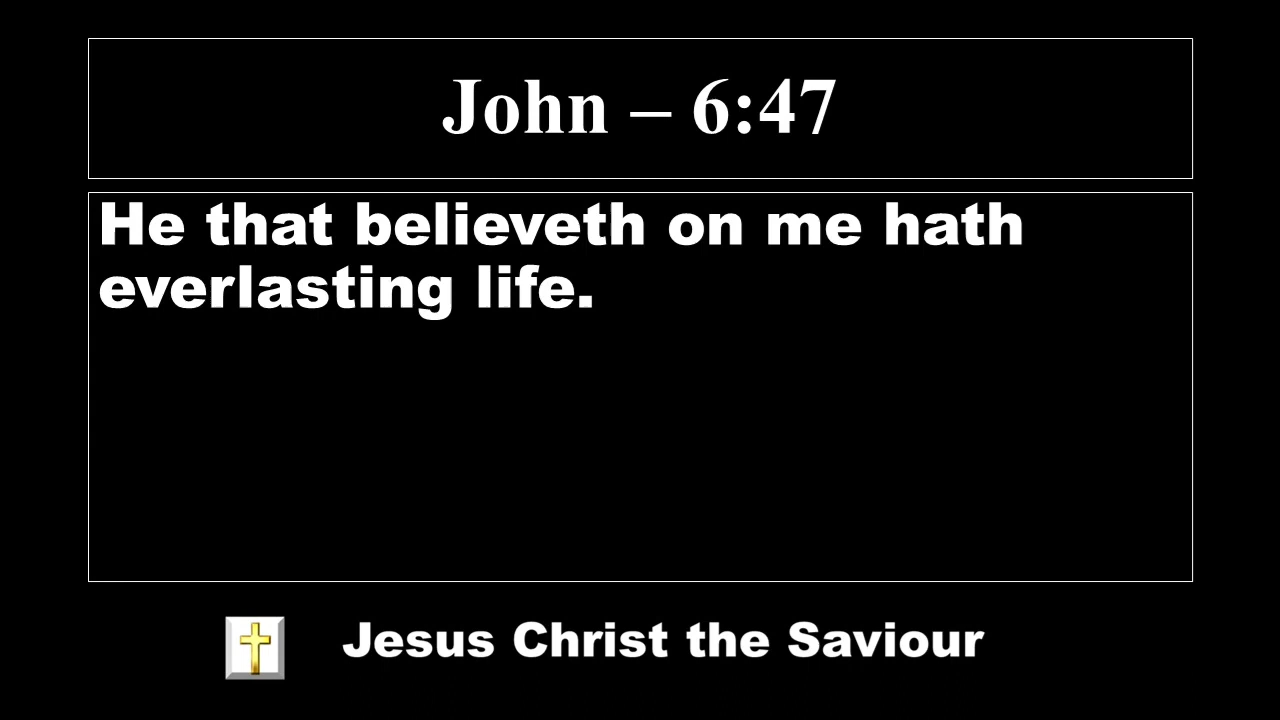 John – 6:47
He that believeth on me hath
everlasting life.
Jesus Christ the Saviour